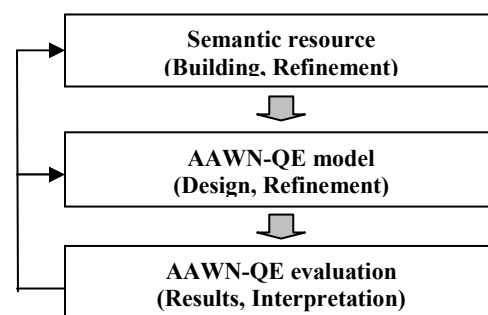 Semantic resource
(Building, Refinement)
AAWN-QE model
(Design, Refinement)
AAWN-QE evaluation
(Results, Interpretation)